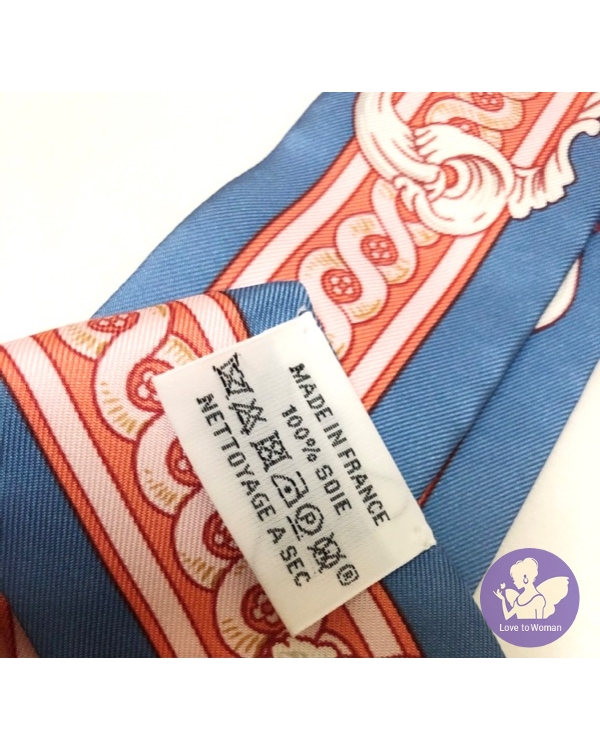 MADE IN FRANCE
100% SOIE
P
®
NETTOYAGE A SEC
Love to Woman